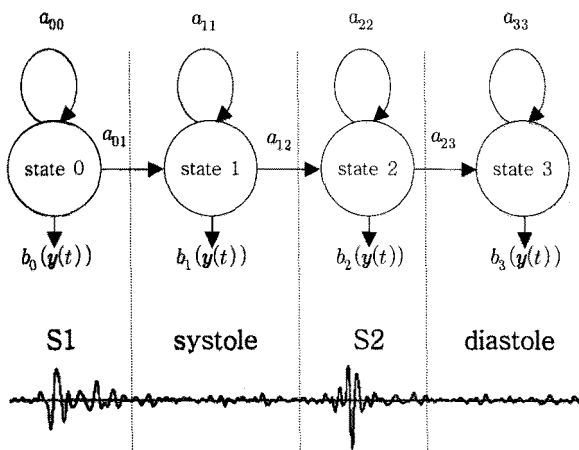 a₀₀ a₁₁ a₂₂ a₃₃
a₀₁ a₁₂ a₂₃
state 0 state 1 state 2 state 3
b₀(y(t)) b₁(y(t)) b₂(y(t)) b₃(y(t))
S1 systole S2 diastole